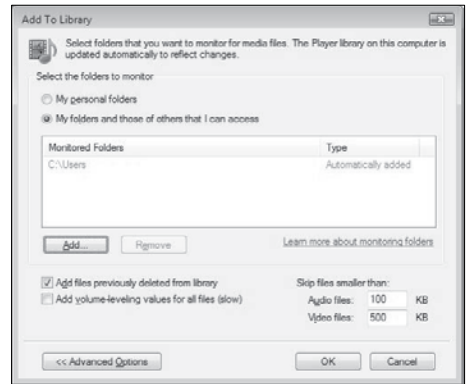 Add To Library
Select folders that you want to monitor for media files. The Player library on this computer is
updated automatically to reflect changes.
Select the folders to monitor
My personal folders
My folders and those of others that I can access
Monitored Folders Type
C:\Users Automatically added
Add... Remove Learn more about monitoring folders
Add files previously deleted from library
Add volume-leveling values for all files (slow)
Skip files smaller than:
Audio files: 100 KB
Video files: 500 KB
<< Advanced Options OK Cancel